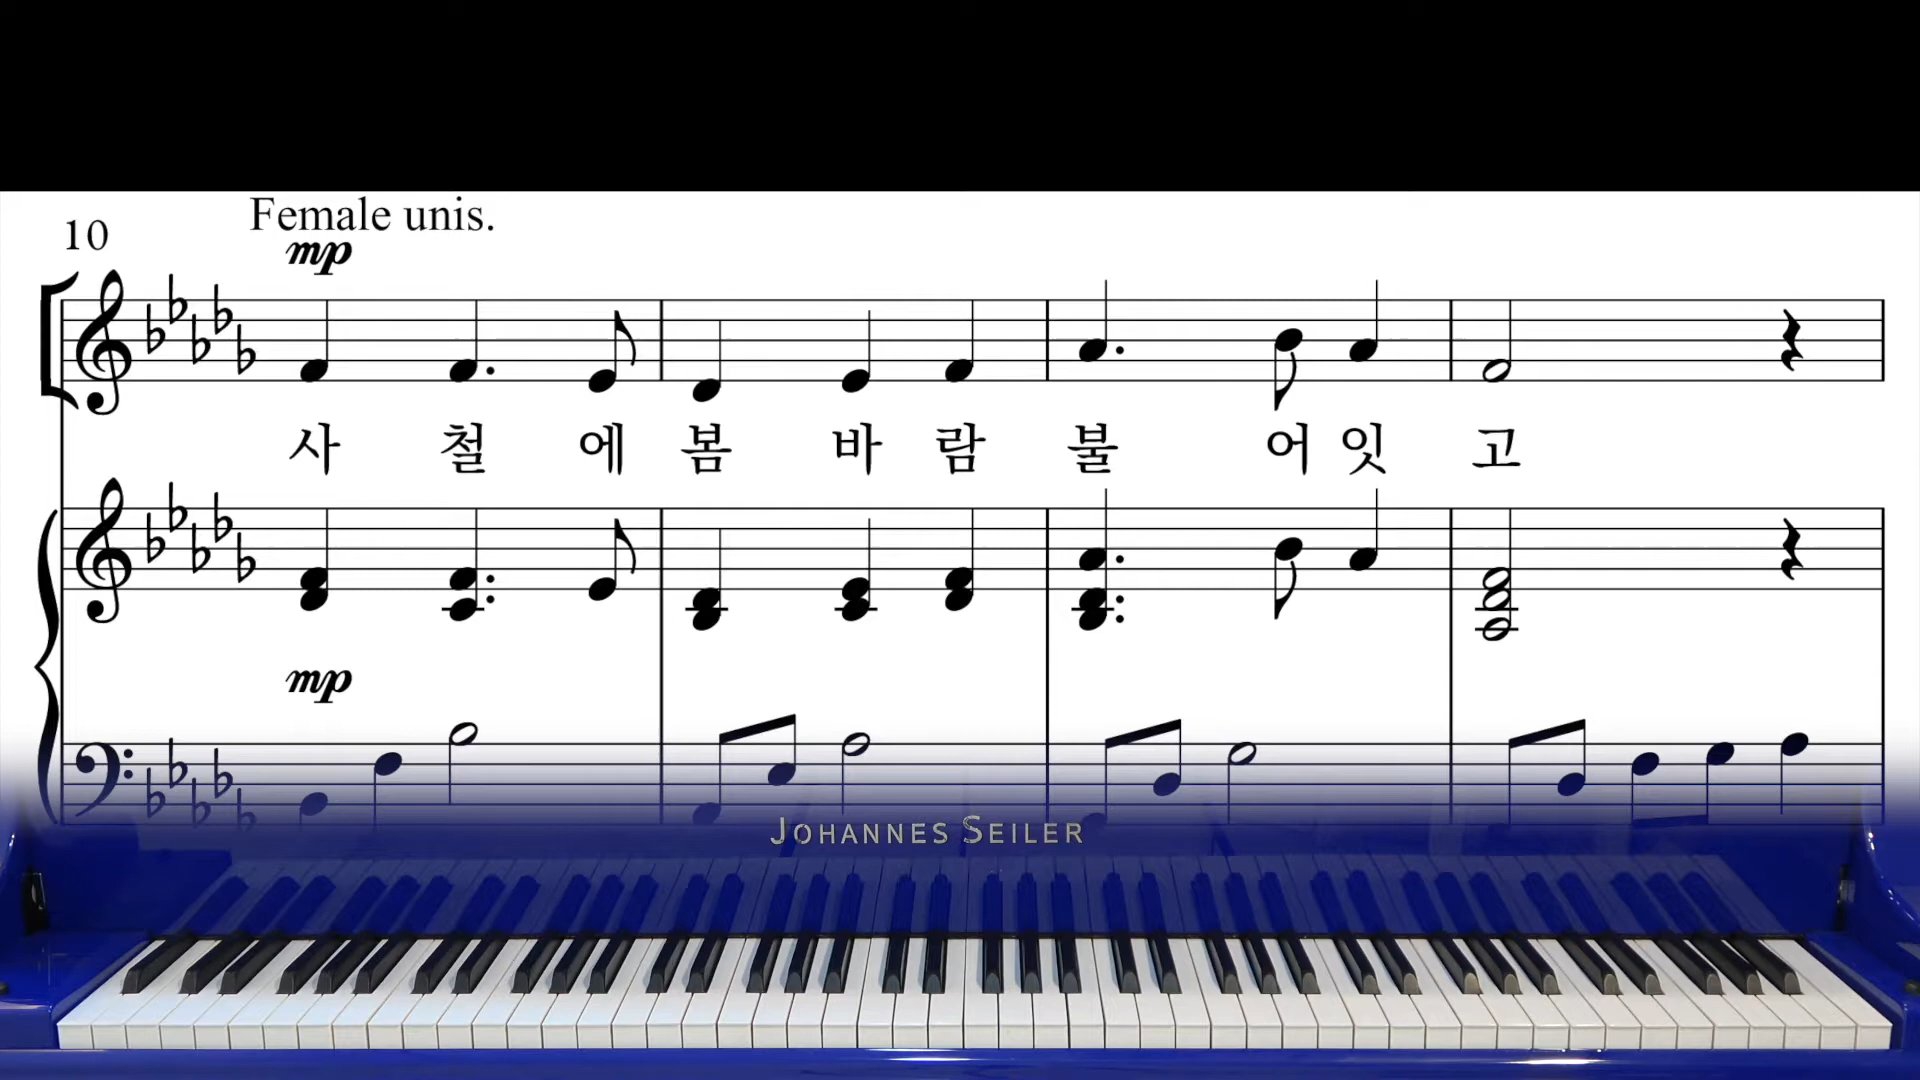 Female unis.
10
mp
사 철 에 봄 바 람 불 어 잇 고
mp
JOHANNES SEILER